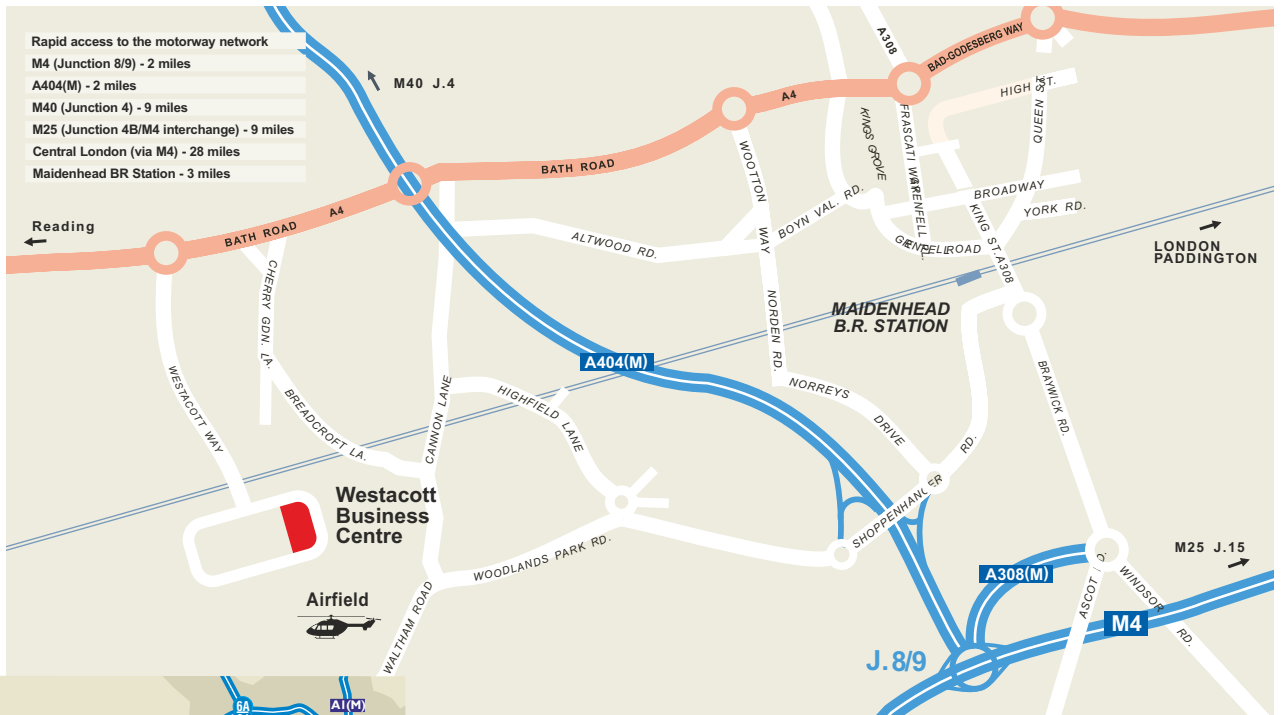 Rapid access to the motorway network
M4 (Junction 8/9) - 2 miles
A404(M) - 2 miles
M40 (Junction 4) - 9 miles
M25 (Junction 4B/M4 interchange) - 9 miles
Central London (via M4) - 28 miles
Maidenhead BR Station - 3 miles
M40 J.4
A308
BAD-GODESBERG WAY
HIGH ST.
QUEEN ST
A4
KINGS GROVE
FRASCATI WAY
GRENFELL
BATH ROAD
WOOTTON
WAY
BOYN VAL. RD.
BROADWAY
YORK RD.
KING ST.
A308
ROAD
Reading
BATH ROAD
A4
ALTWOOD RD.
LONDON
PADDINGTON
CHERRY GDN. LA.
NORDEN RD.
MAIDENHEAD
B.R. STATION
A404(M)
WESTACOTT WAY
BREADCROFT LA.
CANNON LANE
HIGHFIELD LANE
NORREYS
DRIVE
RD.
BRAYWICK RD.
SHOPPENHANGER
Westacott
Business
Centre
WOODLANDS PARK RD.
M25 J.15
A308(M)
ASCOT
WINDSOR
RD.
Airfield
WALTHAM ROAD
M4
J.8/9
6A
A1(M)